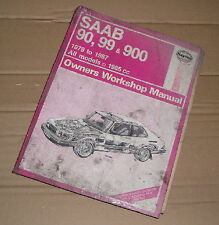 SAAB
90, 99 & 900
1979 to 1987
All models 1985 cc
Owners Workshop Manual